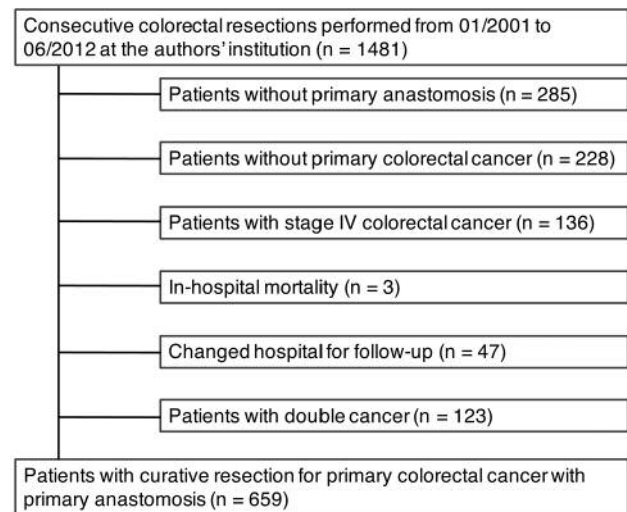 Consecutive colorectal resections performed from 01/2001 to
06/2012 at the authors' institution (n = 1481)
Patients without primary anastomosis (n = 285)
Patients without primary colorectal cancer (n = 228)
Patients with stage IV colorectal cancer (n = 136)
In-hospital mortality (n = 3)
Changed hospital for follow-up (n = 47)
Patients with double cancer (n = 123)
Patients with curative resection for primary colorectal cancer with
primary anastomosis (n = 659)